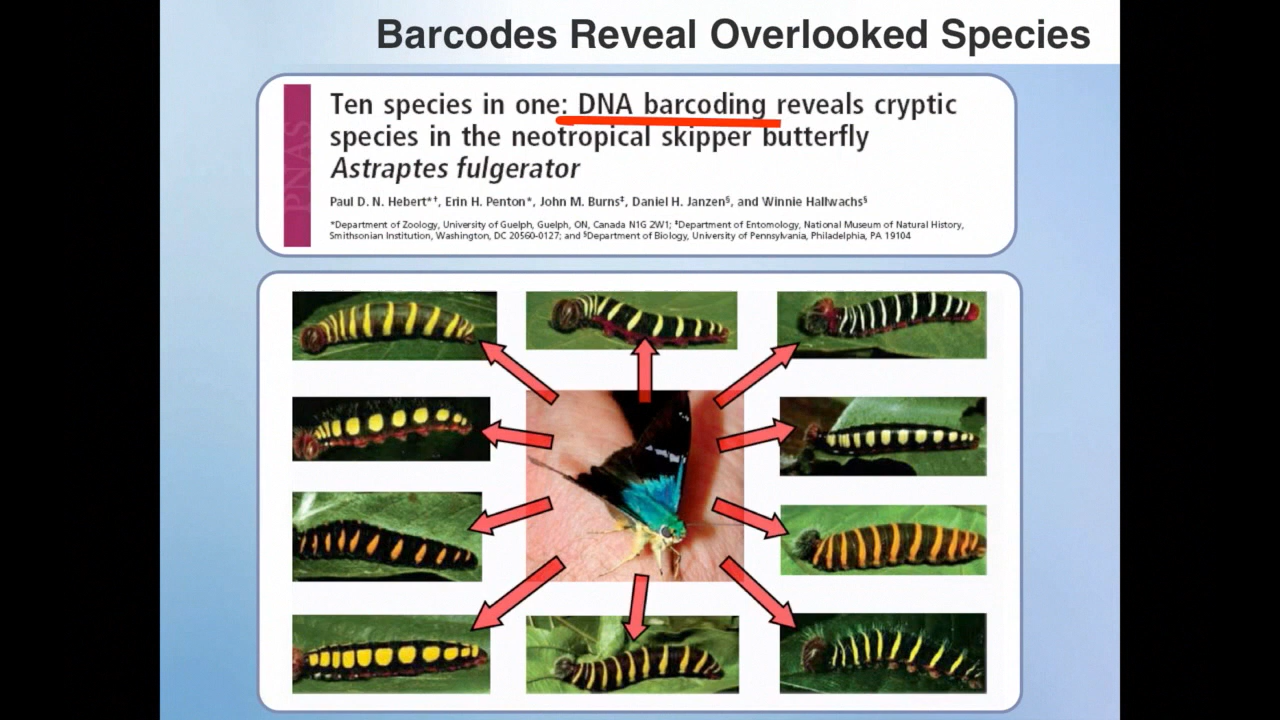 Barcodes Reveal Overlooked Species
PNAS
Ten species in one: DNA barcoding reveals cryptic
species in the neotropical skipper butterfly
Astraptes fulgerator
Paul D. N. Hebert*†, Erin H. Penton*, John M. Burns‡, Daniel H. Janzen§, and Winnie Hallwachs§
*Department of Zoology, University of Guelph, Guelph, ON, Canada N1G 2W1; ‡Department of Entomology, National Museum of Natural History,
Smithsonian Institution, Washington, DC 20560-0127; and §Department of Biology, University of Pennsylvania, Philadelphia, PA 19104